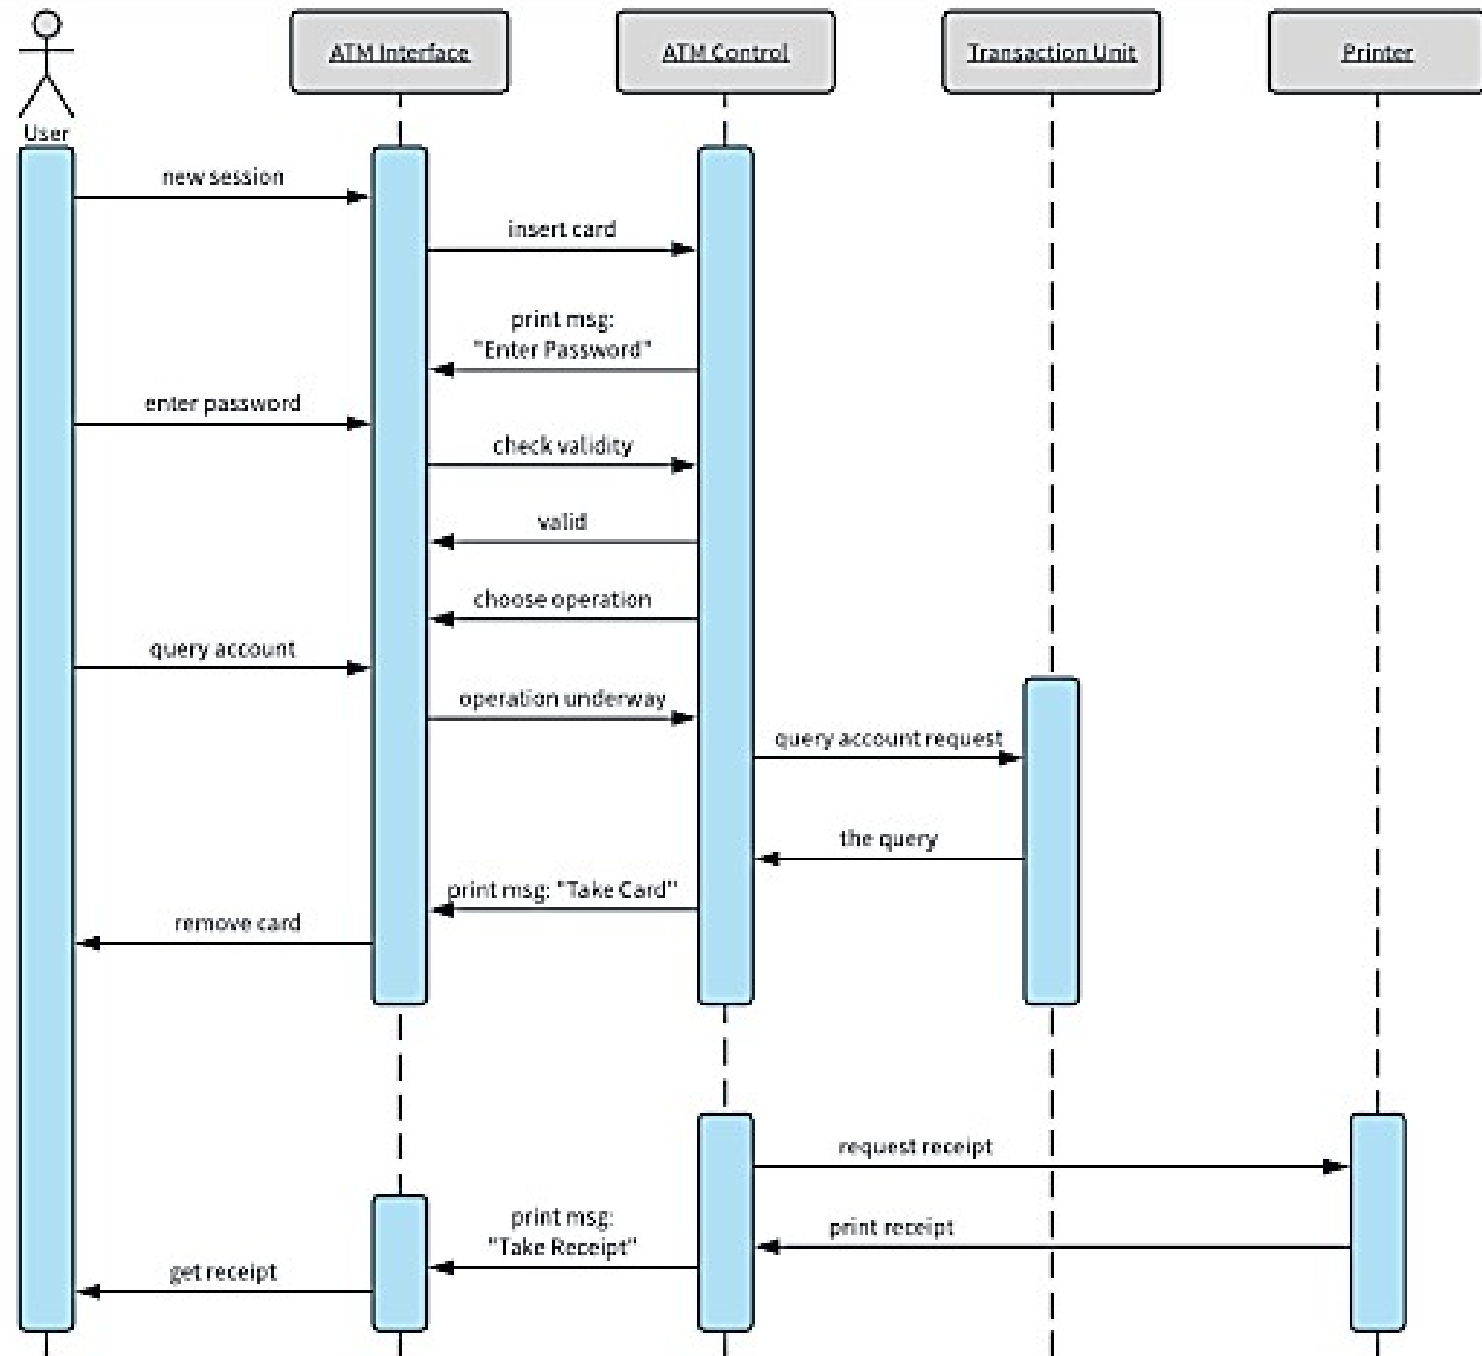 ATM Interface
ATM Control
Transaction Unit
Printer
User
new session
insert card
print msg:
"Enter Password"
enter password
check validity
valid
choose operation
query account
operation underway
query account request
the query
print msg: "Take Card"
remove card
request receipt
print msg:
"Take Receipt"
print receipt
get receipt